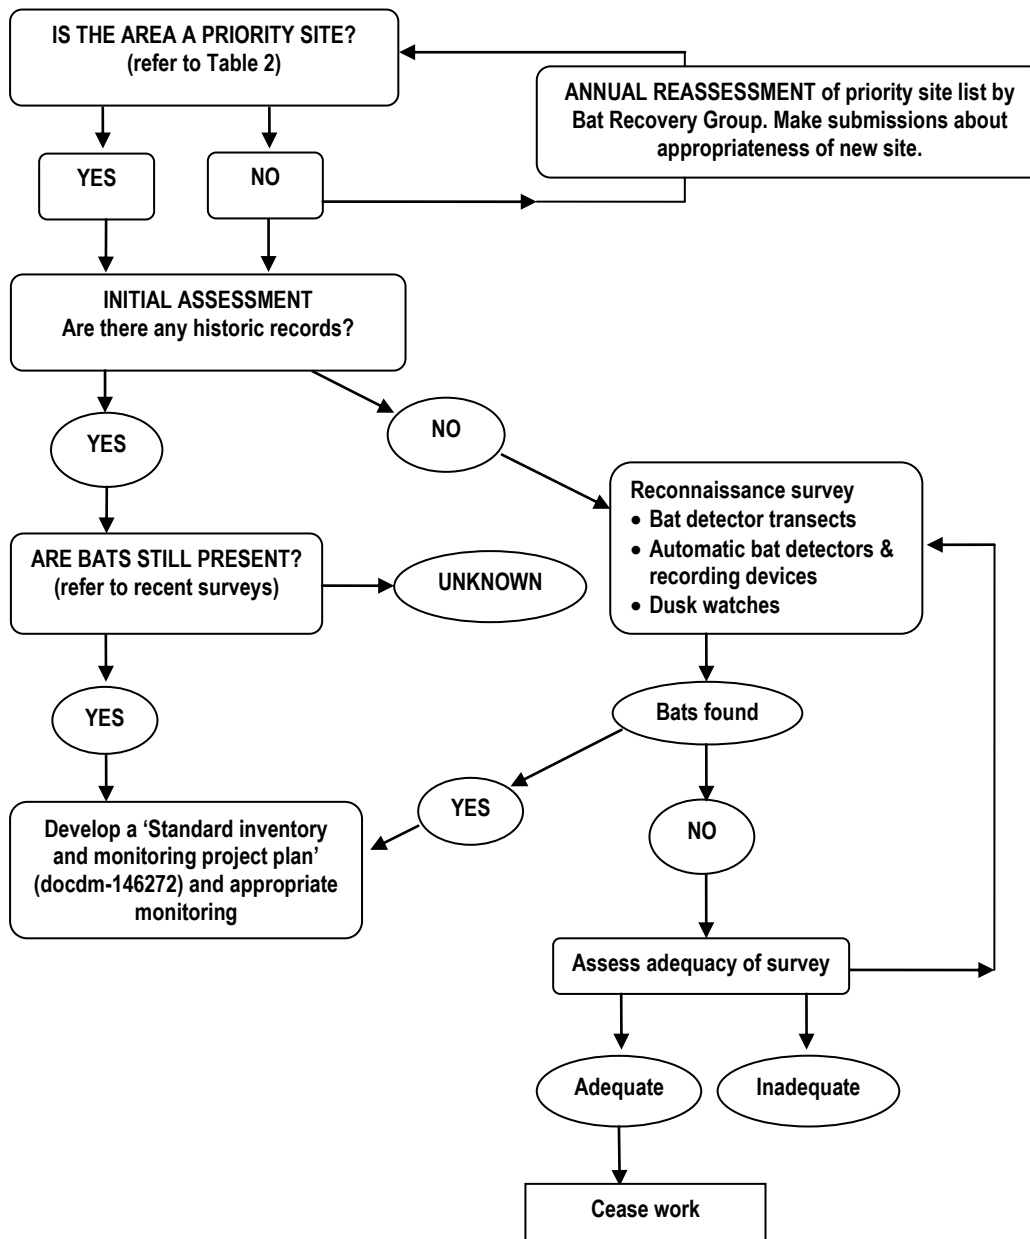 IS THE AREA A PRIORITY SITE?
(refer to Table 2)
ANNUAL REASSESSMENT of priority site list by
Bat Recovery Group. Make submissions about
appropriateness of new site.
YES
NO
INITIAL ASSESSMENT
Are there any historic records?
YES
NO
Reconnaissance survey
• Bat detector transects
• Automatic bat detectors &
recording devices
• Dusk watches
ARE BATS STILL PRESENT?
(refer to recent surveys)
UNKNOWN
YES
Bats found
YES
NO
Develop a ‘Standard inventory
and monitoring project plan’
(docdm-146272) and appropriate
monitoring
Assess adequacy of survey
Adequate
Inadequate
Cease work